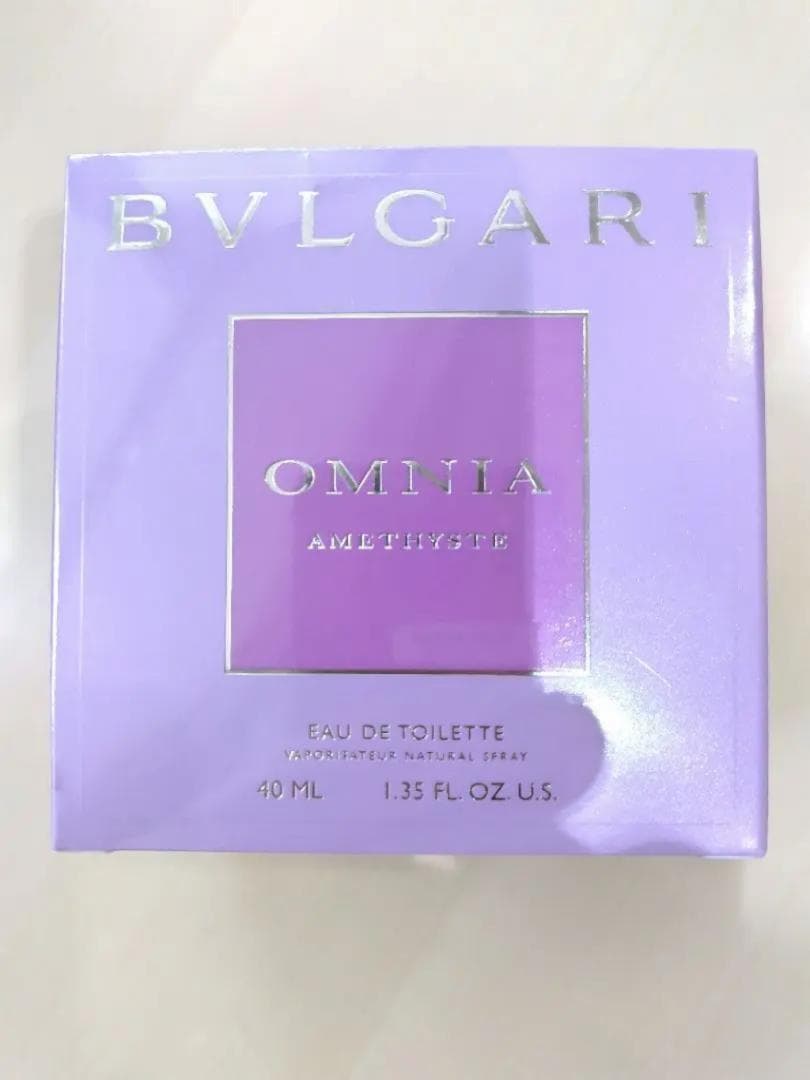 BVLGARI
OMNIA
AMETHYSTE
EAU DE TOILETTE
VAPORISATEUR NATURAL SPRAY
40 ML 1.35 FL. OZ. U.S.